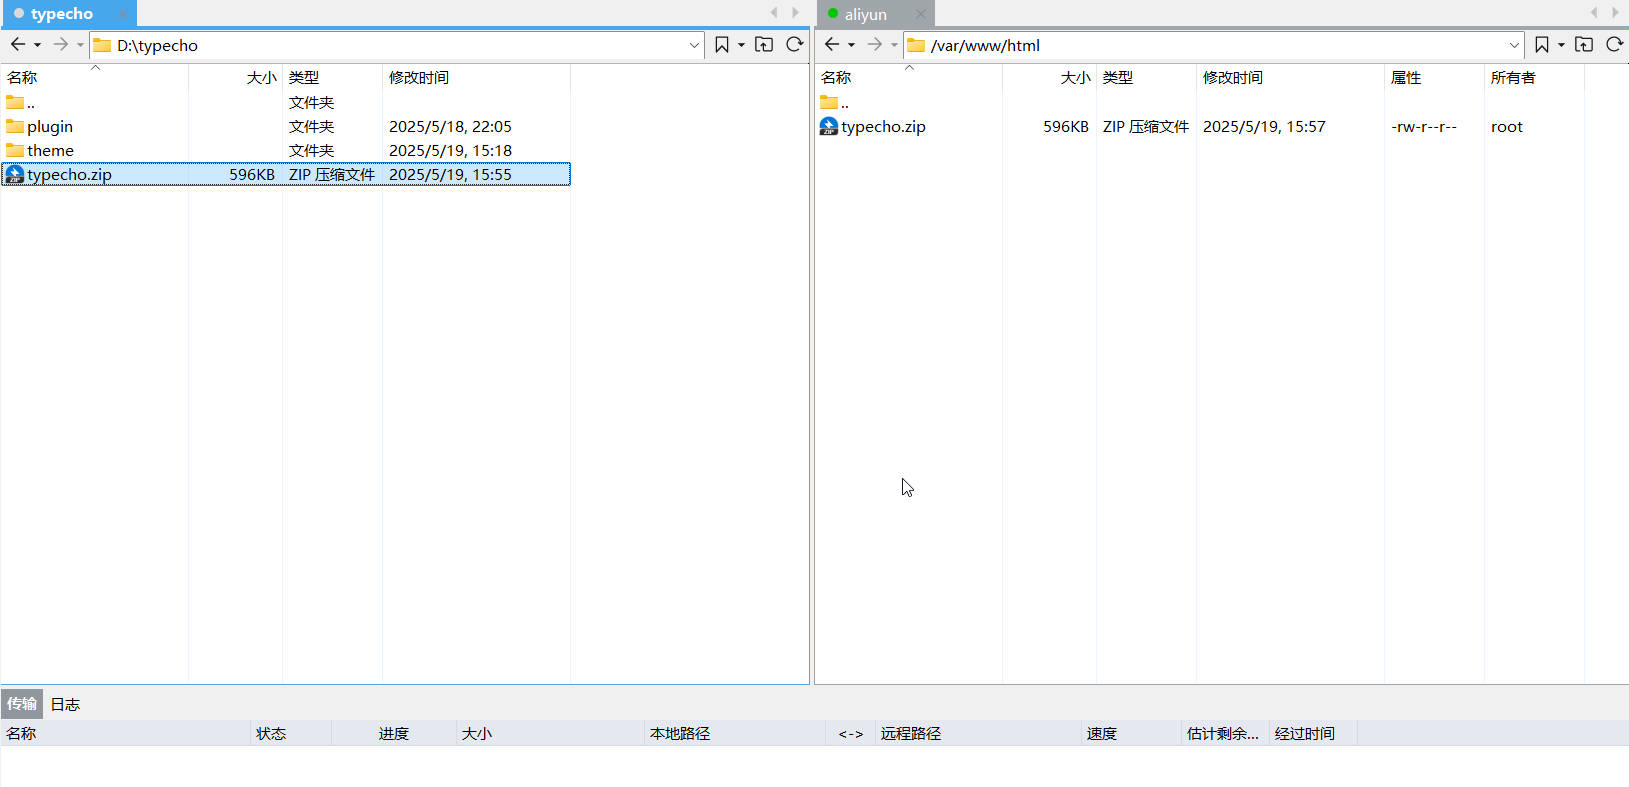 typecho
D:\typecho
名称 大小 类型 修改时间
.. 文件夹
plugin 文件夹 2025/5/18, 22:05
theme 文件夹 2025/5/19, 15:18
typecho.zip 596KB ZIP 压缩文件 2025/5/19, 15:55
aliyun
/var/www/html
名称 大小 类型 修改时间 属性 所有者
..
typecho.zip 596KB ZIP 压缩文件 2025/5/19, 15:57 -rw-r--r-- root
传输 日志
名称 状态 进度 大小 本地路径 <-> 远程路径 速度 估计剩余... 经过时间